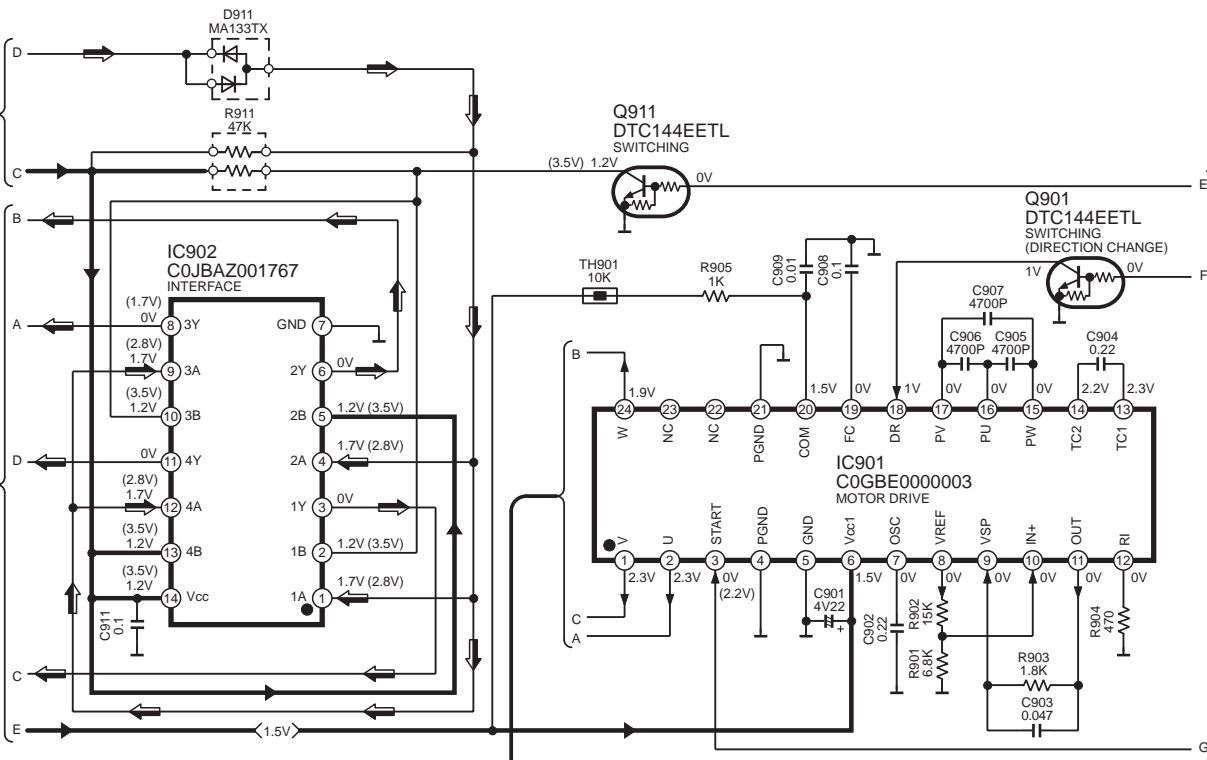 D911
MA133TX
D
R911
47K
C
Q911
DTC144EETL
SWITCHING
(3.5V) 1.2V
0V
E
Q901
DTC144EETL
SWITCHING
(DIRECTION CHANGE)
1V
0V
F
B
IC902
C0JBAZ001767
INTERFACE
A
(1.7V)
0V
8 3Y
GND 7
(2.8V)
1.7V
9 3A
2Y 6 0V
(3.5V)
1.2V
10 3B
2B 5 1.2V (3.5V)
D
0V
11 4Y
2A 4 1.7V (2.8V)
(2.8V)
1.7V
12 4A
1Y 3 0V
(3.5V)
1.2V
13 4B
1B 2 1.2V (3.5V)
(3.5V)
1.2V
14 Vcc
1A 1 1.7V (2.8V)
C911
0.1
C
E
1.5V
TH901
10K
R905
1K
C909
0.01
C908
0.1
C907
4700P
C906
4700P
C905
4700P
C904
0.22
B
1.9V
1.5V
0V
1V
0V
0V
0V
2.2V
2.3V
24 23 22 21 20 19 18 17 16 15 14 13
W NC NC PGND COM FC DR PV PU PW TC2 TC1
IC901
C0GBE0000003
MOTOR DRIVE
V U START PGND GND Vcc1 OSC VREF VSP IN+ OUT RI
1 2 3 4 5 6 7 8 9 10 11 12
2.3V
2.3V
0V
(2.2V)
1.5V
0V
0V
0V
0V
0V
0V
C
A
C901
4V22
+
C902
0.22
R902
15K
R901
6.8K
R903
1.8K
C903
0.047
R904
470
G